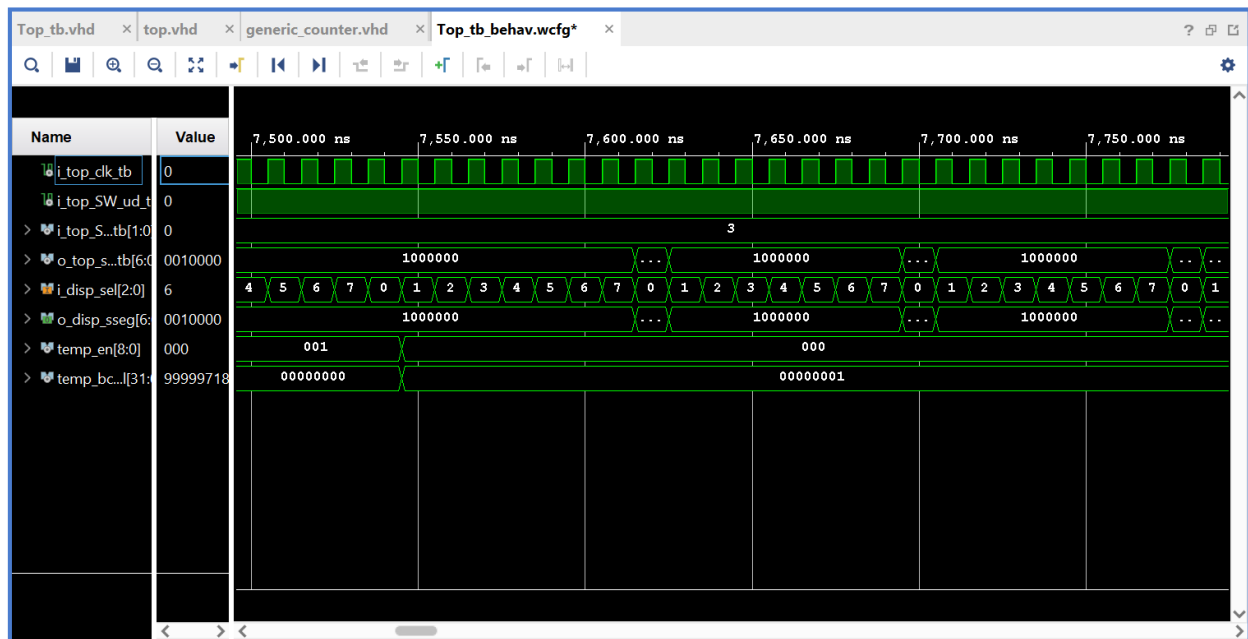 Top_tb.vhd × top.vhd × generic_counter.vhd × Top_tb_behav.wcfg* ×
?
Name Value
7,500.000 ns 7,550.000 ns 7,600.000 ns 7,650.000 ns 7,700.000 ns 7,750.000 ns
i_top_clk_tb 0
i_top_SW_ud_t 0
i_top_S...tb[1:0 0 3
o_top_s...tb[6:0 0010000 1000000 ... 1000000 ... 1000000 .. ..
i_disp_sel[2:0] 6 4 5 6 7 0 1 2 3 4 5 6 7 0 1 2 3 4 5 6 7 0 1 2 3 4 5 6 7 0 1
o_disp_sseg[6: 0010000 1000000 ... 1000000 ... 1000000 .. ..
temp_en[8:0] 000 001 000
temp_bc...l[31:0 99999718 00000000 00000001